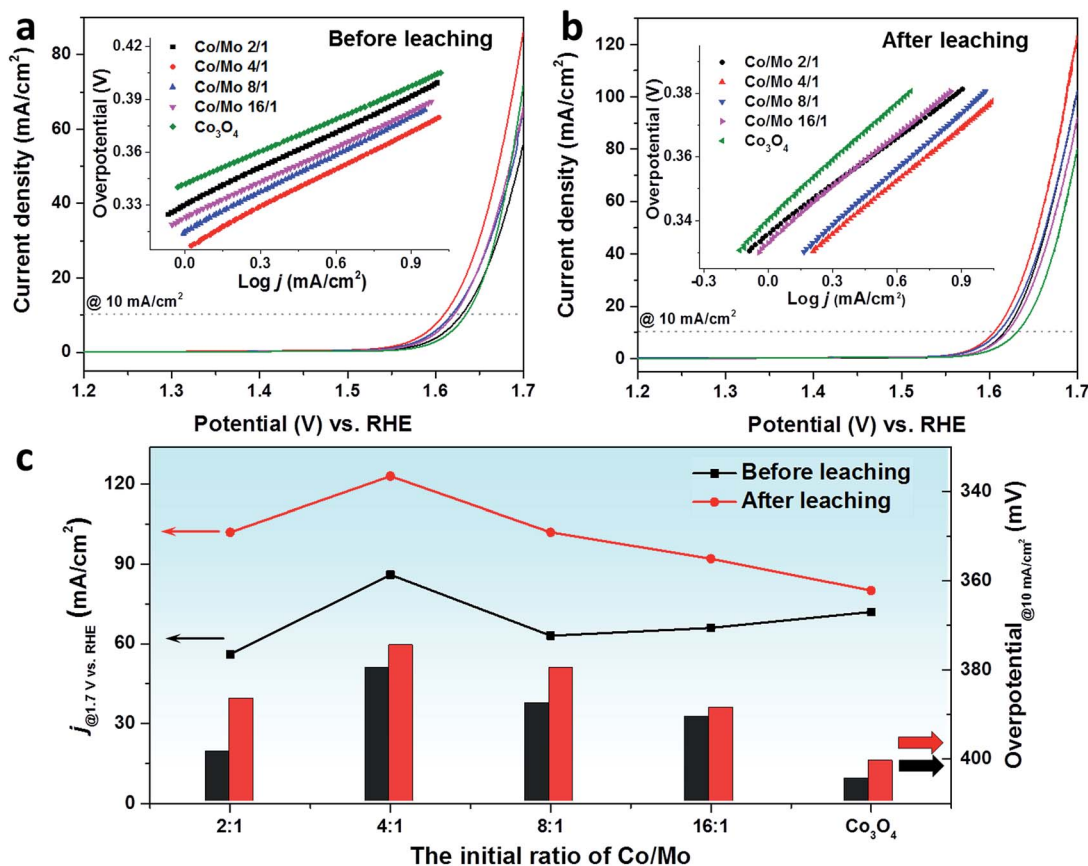 a
Before leaching
Co/Mo 2/1
Co/Mo 4/1
Co/Mo 8/1
Co/Mo 16/1
Co₃O₄
0.42
0.39
0.36
0.33
Overpotential (V)
0.0
0.3
0.6
0.9
Log j (mA/cm²)
@ 10 mA/cm²
80
60
40
20
0
Current density (mA/cm²)
1.2
1.3
1.4
1.5
1.6
1.7
Potential (V) vs. RHE
b
After leaching
Co/Mo 2/1
Co/Mo 4/1
Co/Mo 8/1
Co/Mo 16/1
Co₃O₄
0.38
0.36
0.34
Overpotential (V)
-0.3
0.0
0.3
0.6
0.9
Log j (mA/cm²)
@ 10 mA/cm²
120
100
80
60
40
20
0
Current density (mA/cm²)
1.2
1.3
1.4
1.5
1.6
1.7
Potential (V) vs. RHE
c
Before leaching
After leaching
120
90
60
30
0
j@1.7 V vs. RHE (mA/cm²)
340
360
380
400
Overpotential@10 mA/cm² (mV)
2:1
4:1
8:1
16:1
Co₃O₄
The initial ratio of Co/Mo